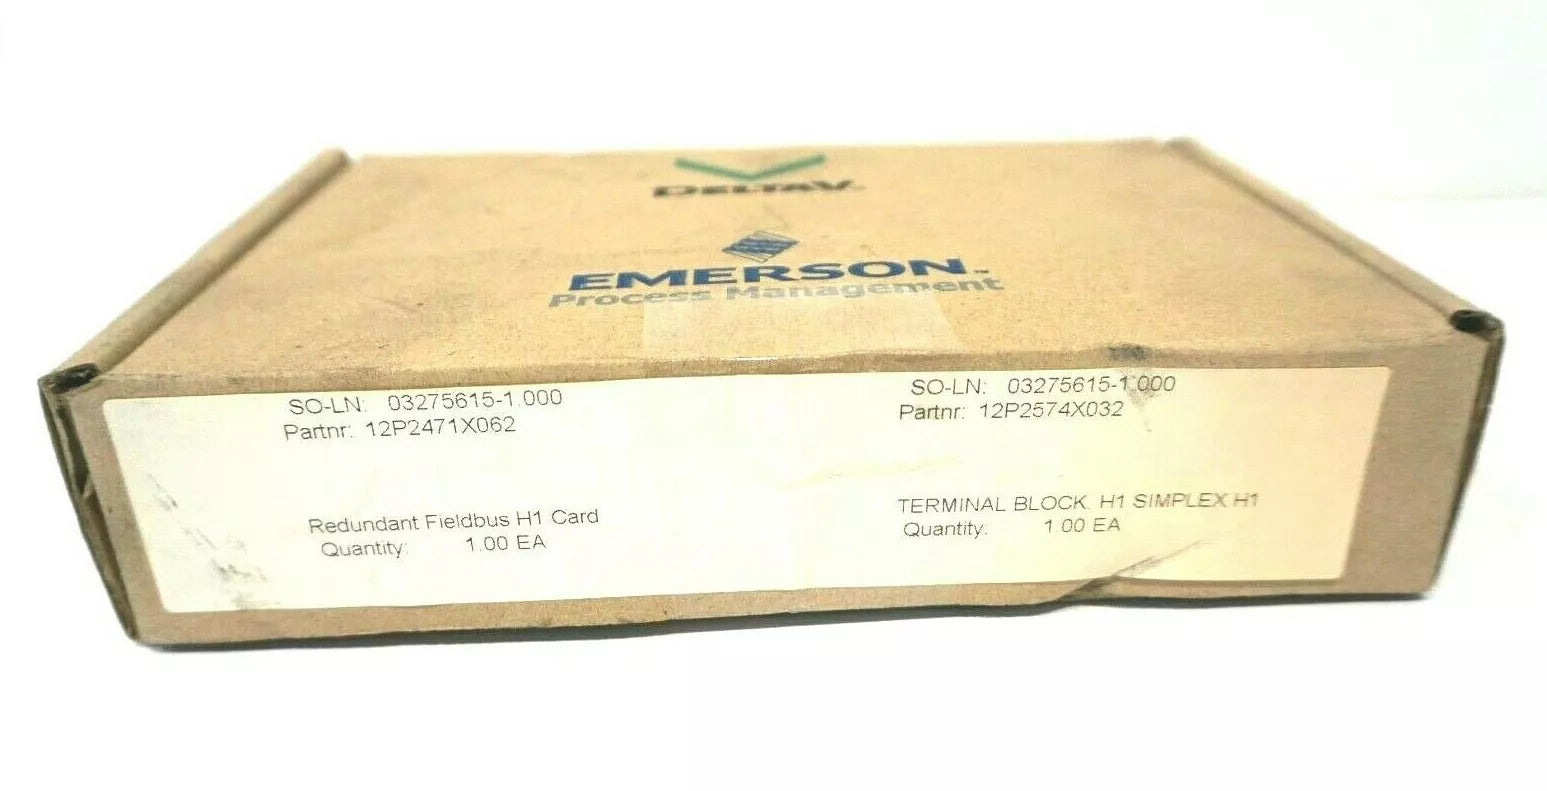 DELTAV
EMERSON™
Process Management
SO-LN: 03275615-1.000
Partnr: 12P2471X062
Redundant Fieldbus H1 Card
Quantity: 1.00 EA
SO-LN: 03275615-1.000
Partnr: 12P2574X032
TERMINAL BLOCK, H1 SIMPLEX H1
Quantity: 1.00 EA